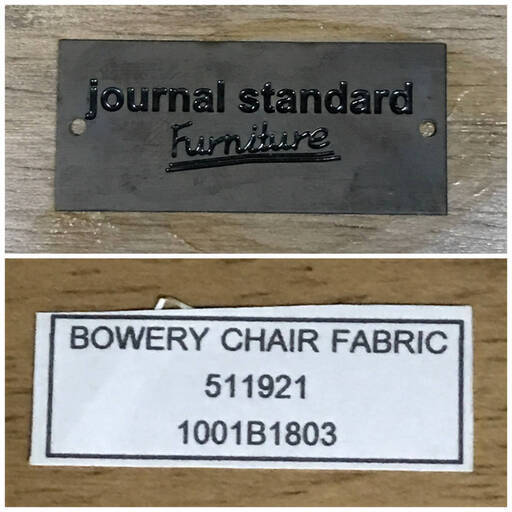 journal standard
Furniture
BOWERY CHAIR FABRIC
511921
1001B1803